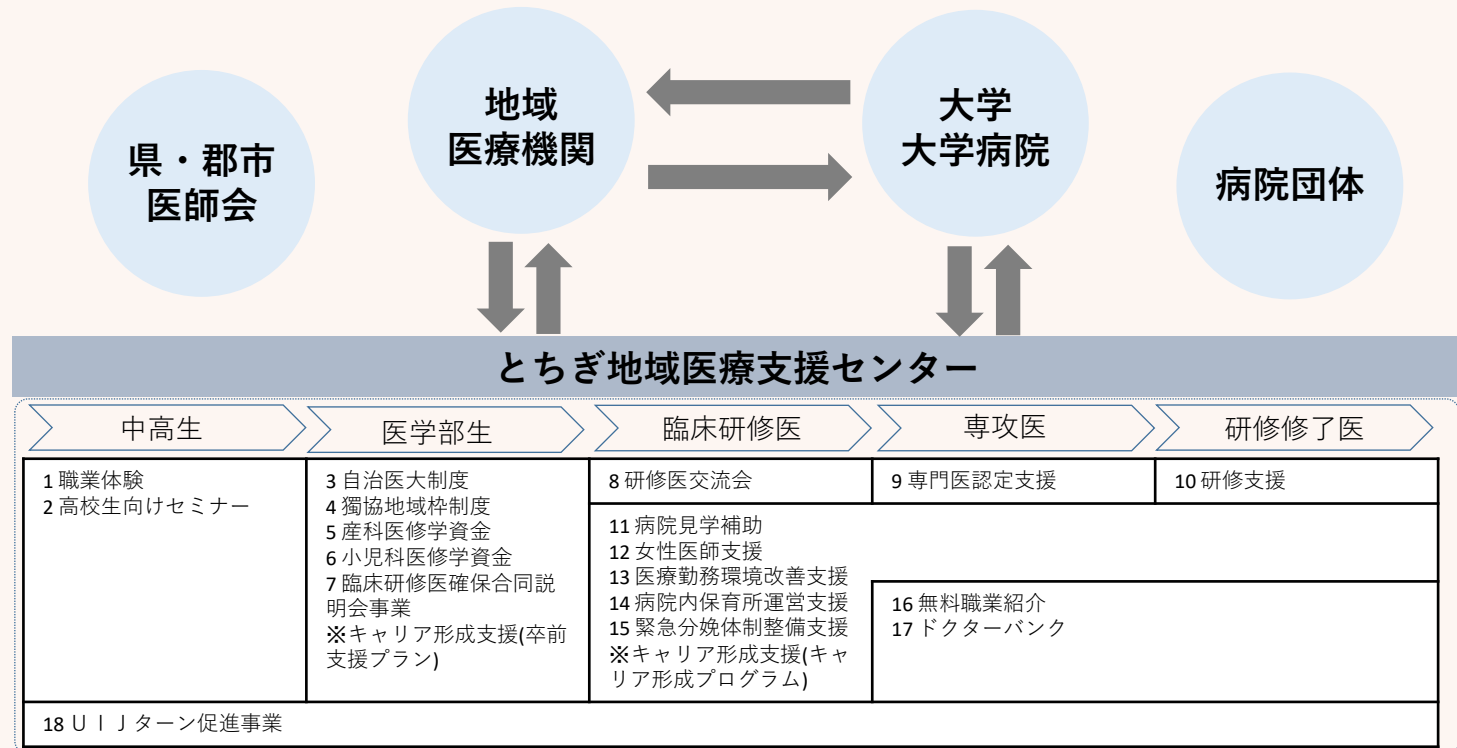 県・郡市
医師会
地域
医療機関
大学
大学病院
病院団体
とちぎ地域医療支援センター
中高生
医学部生
臨床研修医
専攻医
研修修了医
1 職業体験
2 高校生向けセミナー
3 自治医大制度
4 獨協地域枠制度
5 産科医修学資金
6 小児科医修学資金
7 臨床研修医確保合同説
明会事業
※キャリア形成支援(卒前
支援プラン)
8 研修医交流会
9 専門医認定支援
10 研修支援
11 病院見学補助
12 女性医師支援
13 医療勤務環境改善支援
14 病院内保育所運営支援
15 緊急分娩体制整備支援
※キャリア形成支援(キャ
リア形成プログラム)
16 無料職業紹介
17 ドクターバンク
18 ＵＩＪターン促進事業